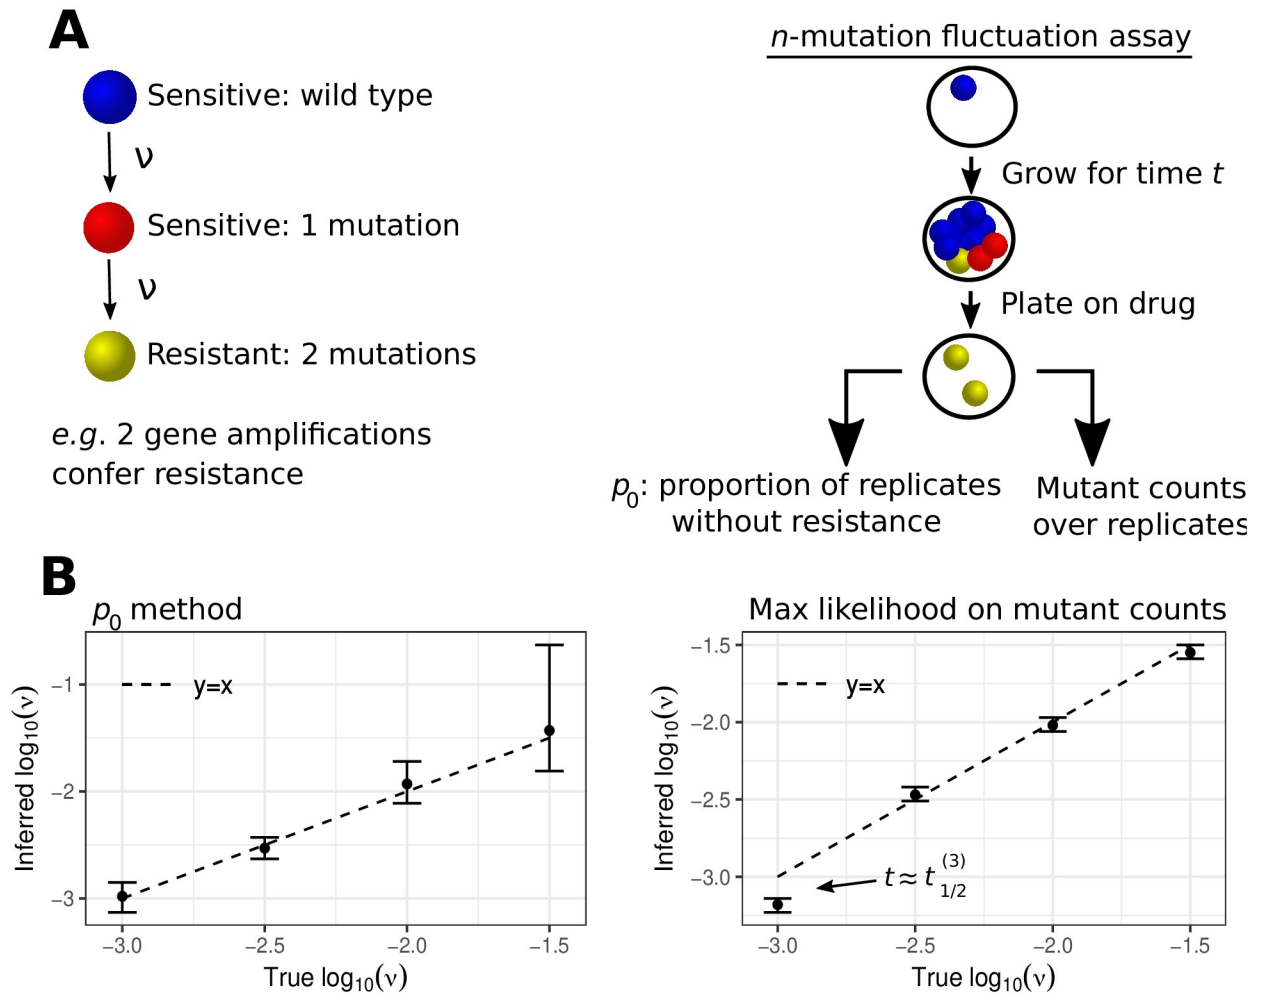 A
Sensitive: wild type
ν
Sensitive: 1 mutation
ν
Resistant: 2 mutations
e.g. 2 gene amplifications
confer resistance
n-mutation fluctuation assay
Grow for time t
Plate on drug
p0: proportion of replicates
without resistance
Mutant counts
over replicates
B
p0 method
y=x
−1
−2
−3
−3.0 −2.5 −2.0 −1.5
Inferred log10(ν)
True log10(ν)
Max likelihood on mutant counts
y=x
−1.5
−2.0
−2.5
−3.0
t ≈ t (3) 1/2
−3.0 −2.5 −2.0 −1.5
Inferred log10(ν)
True log10(ν)